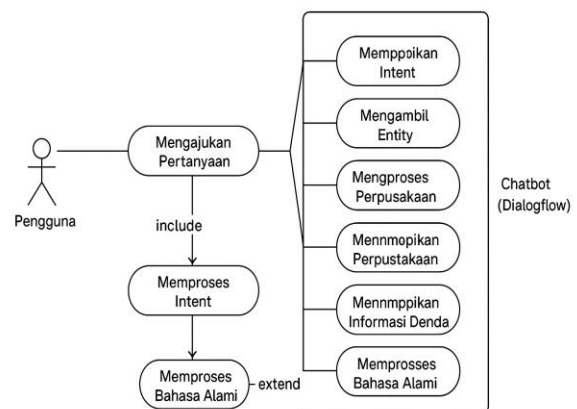 Memppoikan
Intent
Mengambil
Entity
Mengajukan
Pertanyaan
Mengproses
Perpusakaan
Chatbot
(Dialogflow)
Pengguna
include
Mennmopikan
Perpustakaan
Memproses
Intent
Mennmppikan
Informasi Denda
Memproses
Bahasa Alami
extend
Memprosses
Bahasa Alami